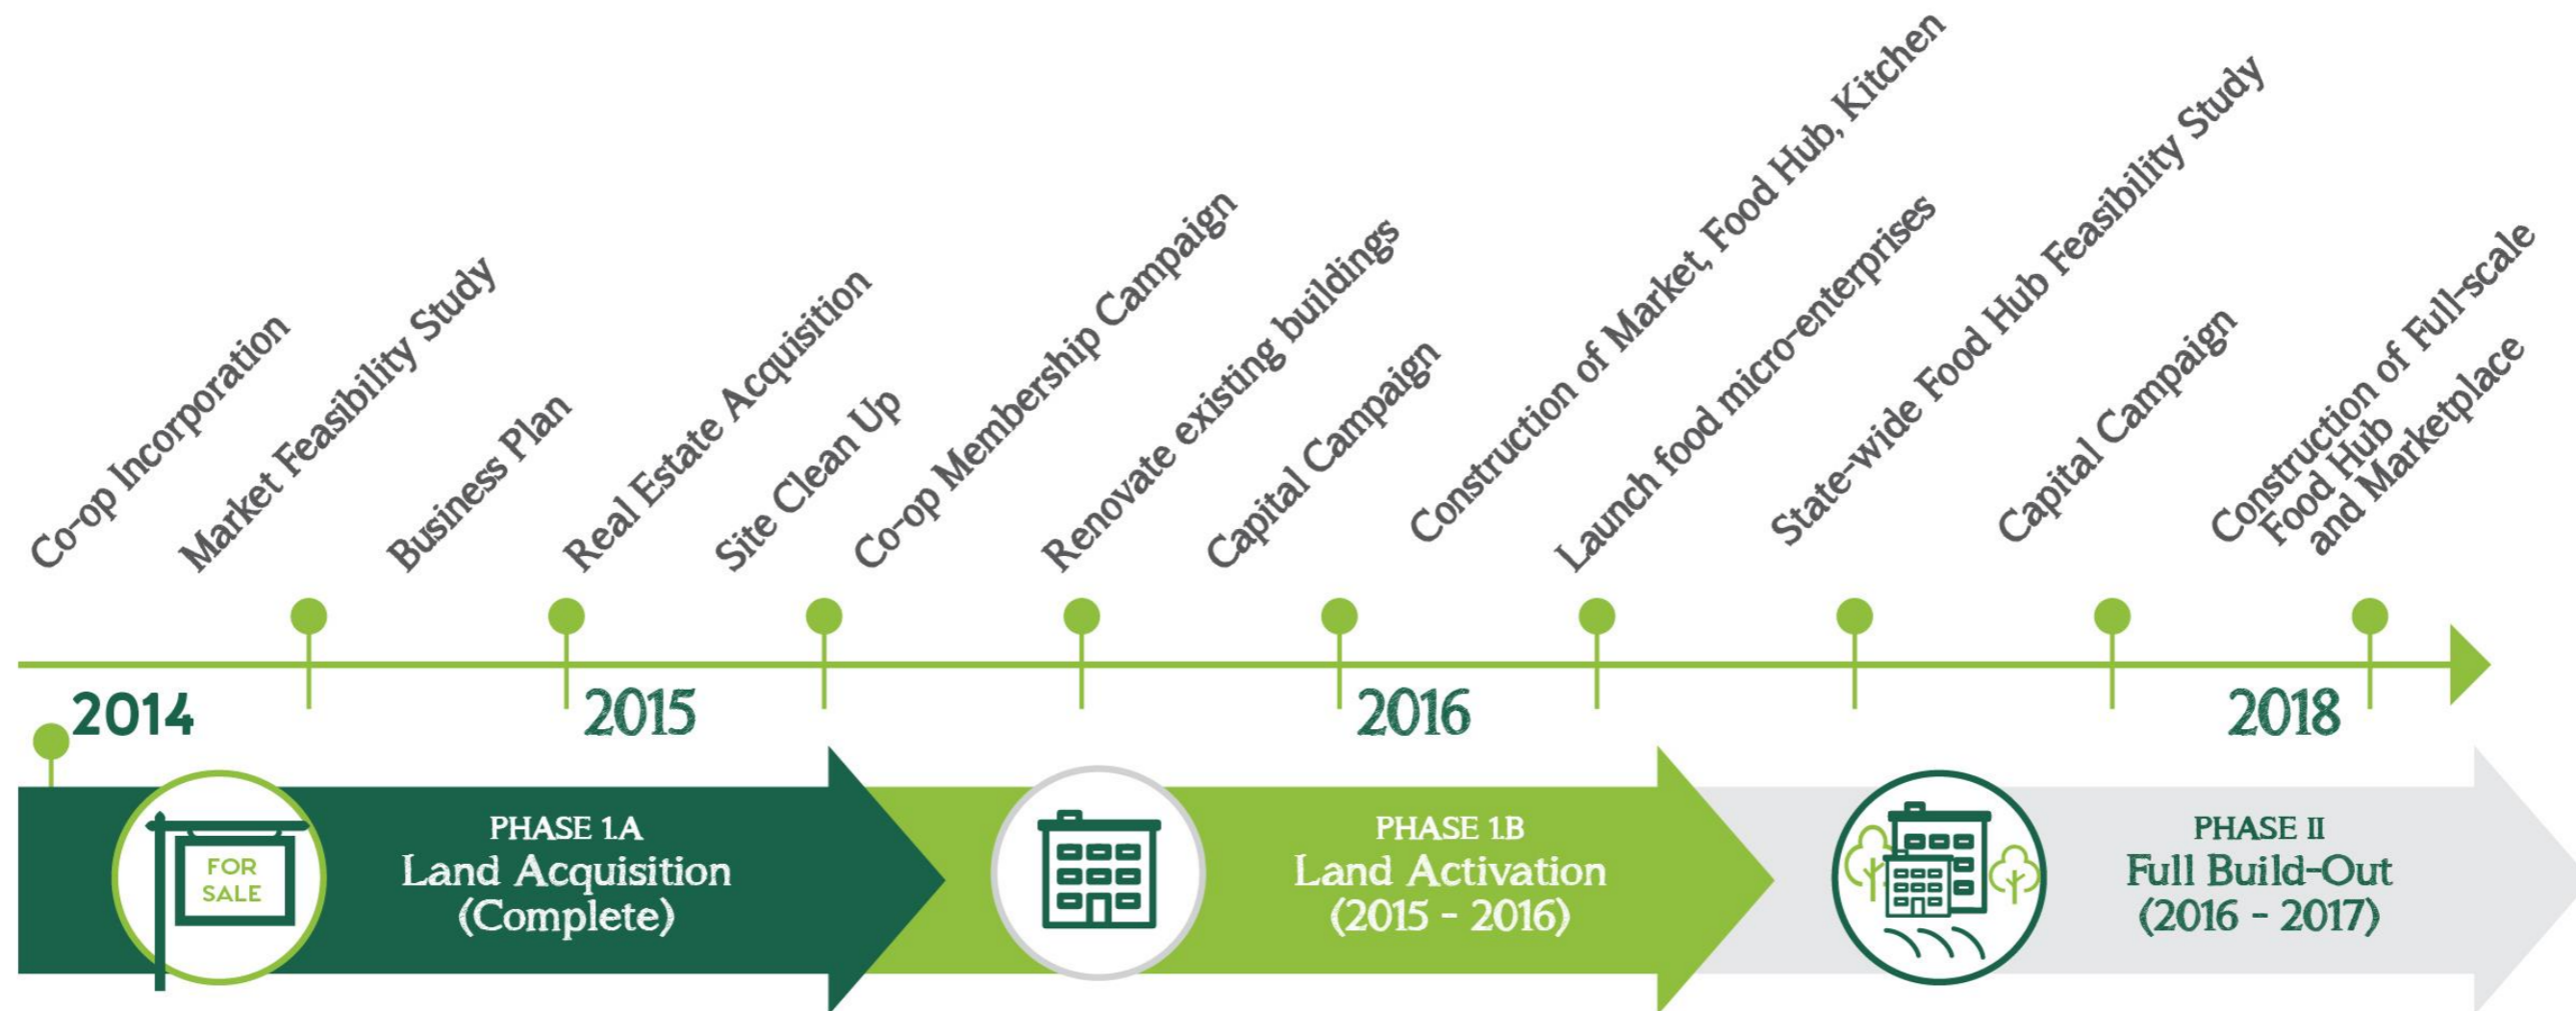 Co-op Incorporation
Market Feasibility Study
Business Plan
Real Estate Acquisition
Site Clean Up
Co-op Membership Campaign
Renovate existing buildings
Capital Campaign
Construction of Market, Food Hub, Kitchen
Launch food micro-enterprises
State-wide Food Hub Feasibility Study
Capital Campaign
Construction of Full-scale
Food Hub
and Marketplace
2014
2015
2016
2018
FOR
SALE
PHASE 1.A
Land Acquisition
(Complete)
PHASE 1.B
Land Activation
(2015 - 2016)
PHASE II
Full Build-Out
(2016 - 2017)